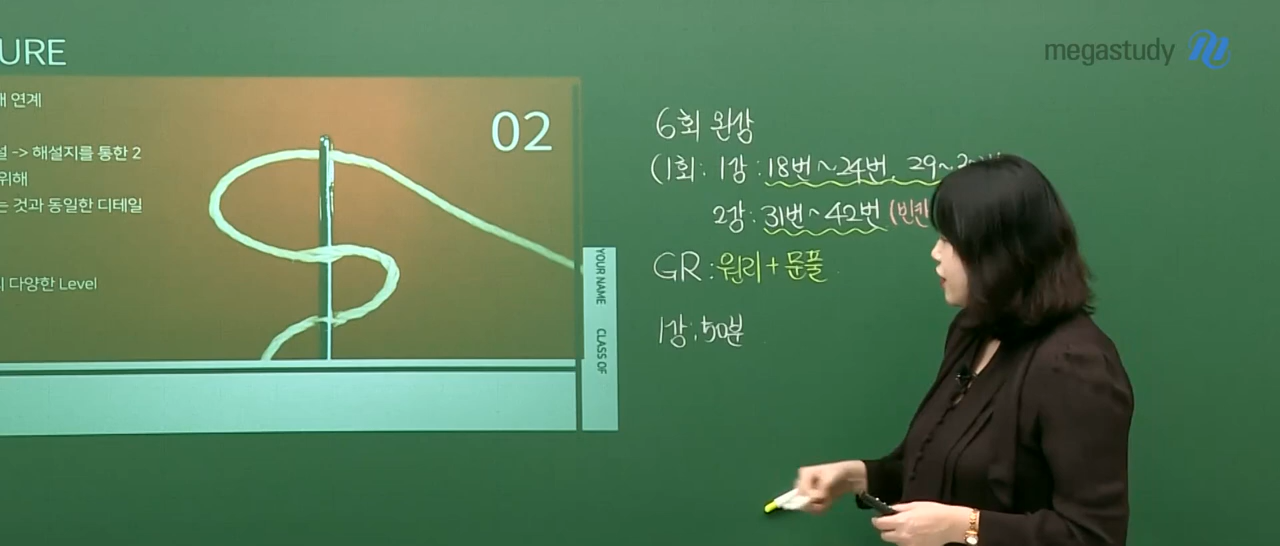 URE
연계
-> 해설지를 통한 2
위해
는 것과 동일한 디테일
다양한 Level
02
YOUR NAME
CLASS OF
megastudy
6회 완강
(1회: 1강: 18번~24번, 29~
2강: 31번~42번 (빈칸
GR: 원리+문풀
1강: 50분